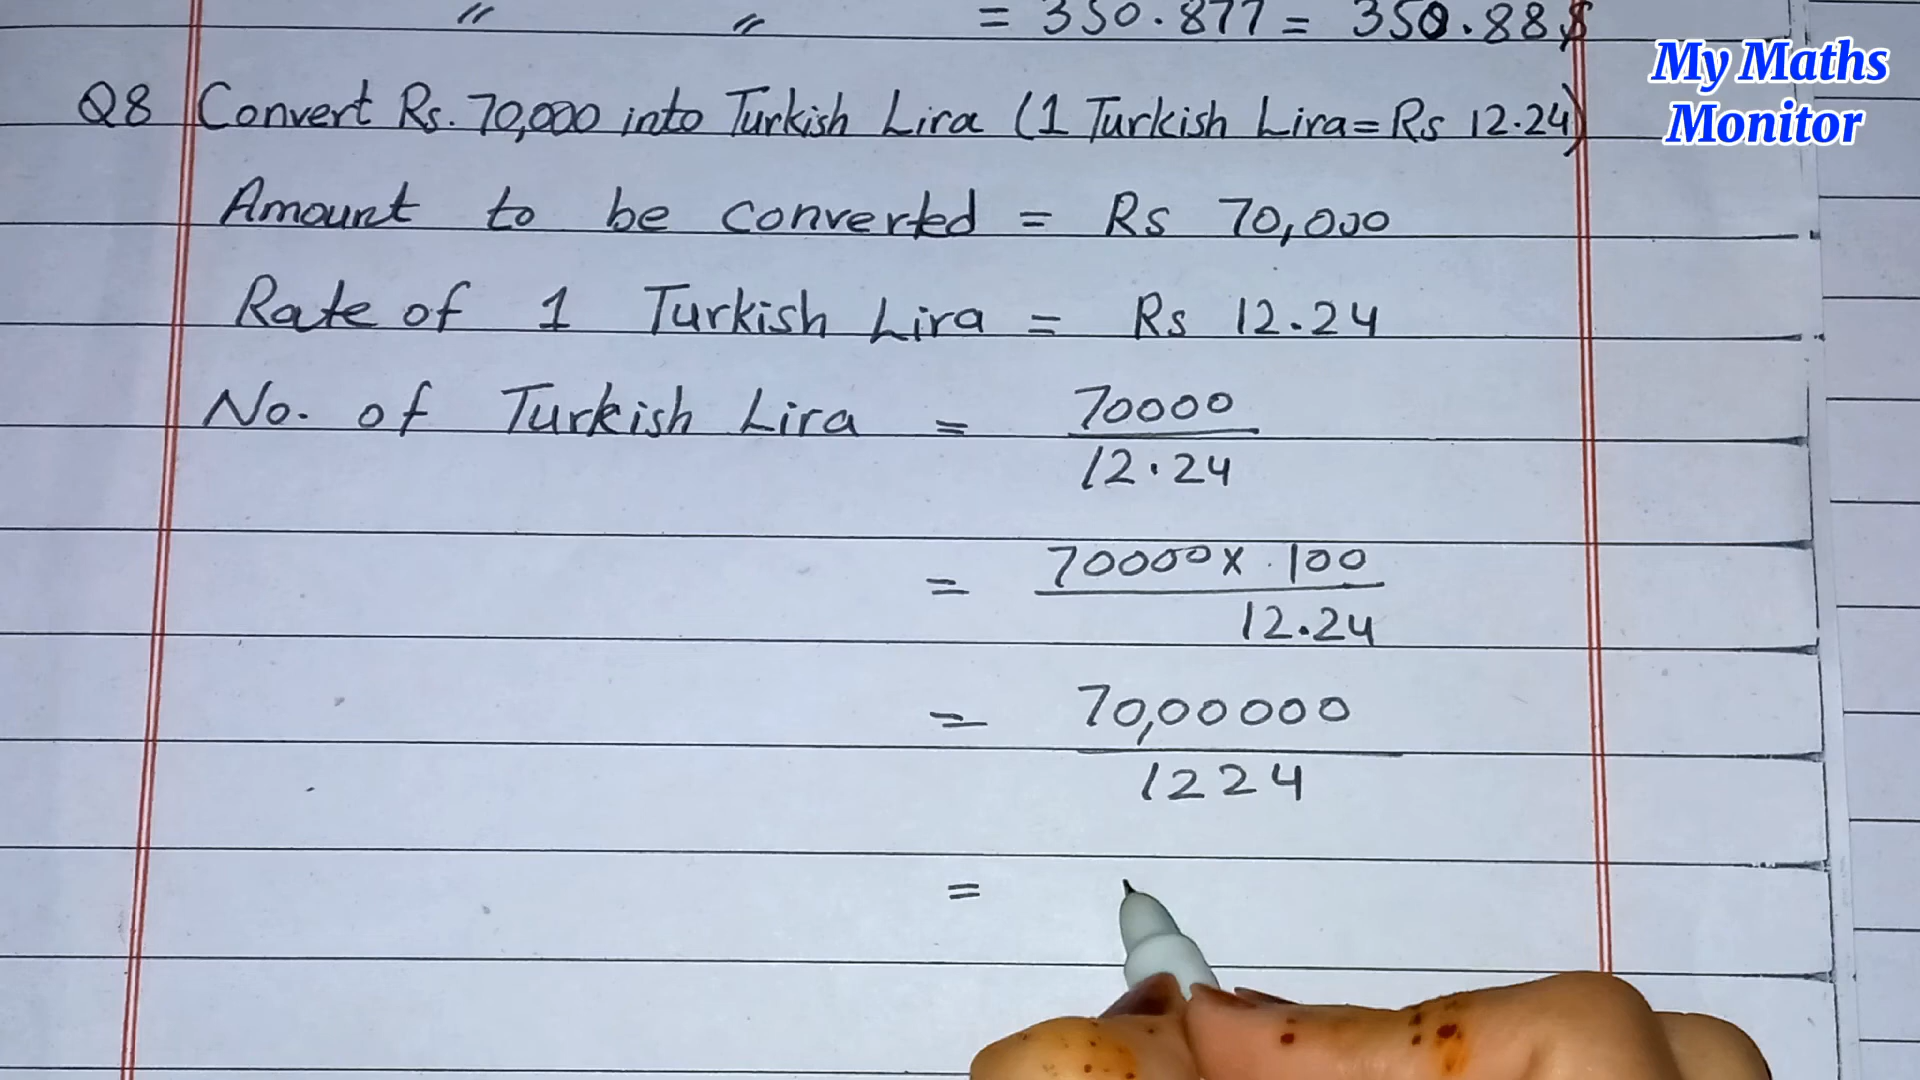 〃 〃 = 350.877 = 350.88$
My Maths
Monitor
Q8 Convert Rs. 70,000 into Turkish Lira (1 Turkish Lira = Rs 12.24)
Amount to be converted = Rs 70,000
Rate of 1 Turkish Lira = Rs 12.24
No. of Turkish Lira = 70000
12.24
= 70000 x 100
12.24
= 70,00000
1224
=